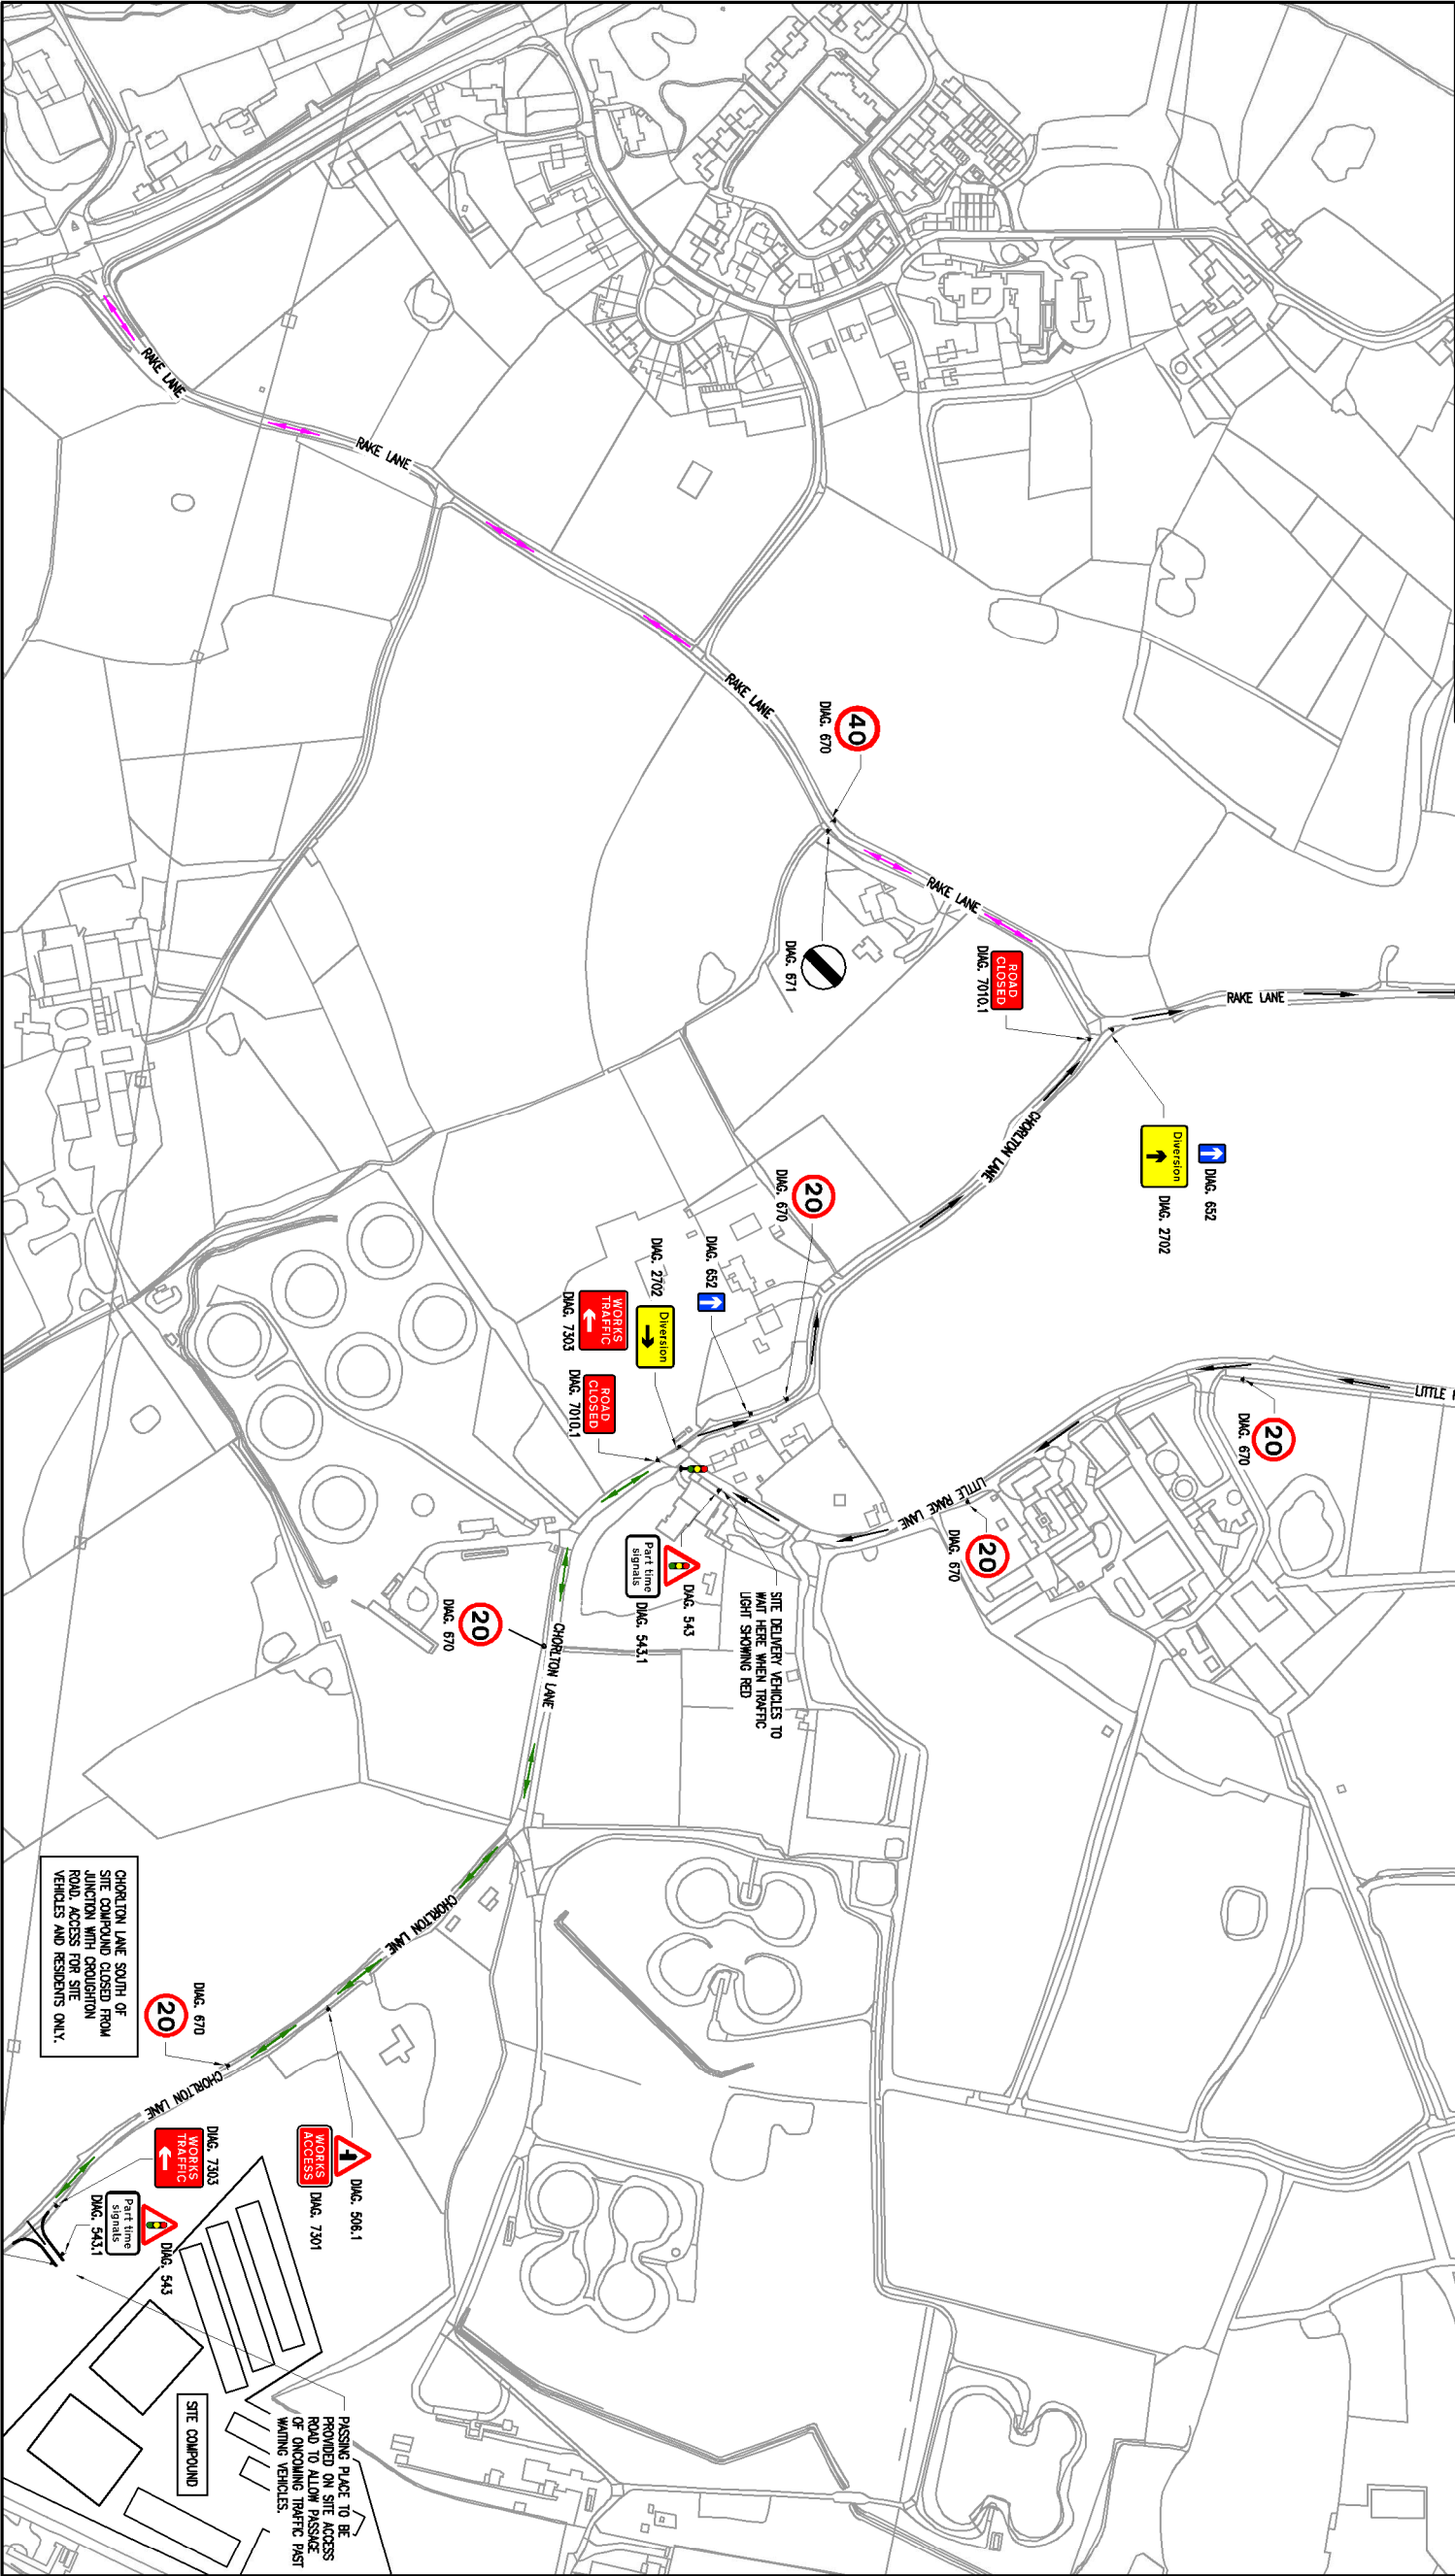 RAKE LANE
RAKE LANE
RAKE LANE
40
DIAG. 670
RAKE LANE
DIAG. 671
ROAD
CLOSED
DIAG. 7010.1
RAKE LANE
DIAG. 652
Diversion
DIAG. 2702
CHORLTON LANE
20
DIAG. 670
DIAG. 652
DIAG. 2702
Diversion
WORKS
TRAFFIC
DIAG. 7303
ROAD
CLOSED
DIAG. 7010.1
LITTLE
20
DIAG. 670
LITTLE RAKE LANE
20
DIAG. 670
DIAG. 543
Part time
signals
DIAG. 543.1
SITE DELIVERY VEHICLES TO
WAIT HERE WHEN TRAFFIC
LIGHT SHOWING RED
20
DIAG. 670
CHORLTON LANE
CHORLTON LANE
CHORLTON LANE SOUTH OF
SITE COMPOUND CLOSED FROM
JUNCTION WITH CROUGHTON
ROAD. ACCESS FOR SITE
VEHICLES AND RESIDENTS ONLY.
DIAG. 670
20
CHORLTON LANE
DIAG. 506.1
WORKS
ACCESS
DIAG. 7301
DIAG. 7303
WORKS
TRAFFIC
DIAG. 543
Part time
signals
DIAG. 543.1
PASSING PLACE TO BE
PROVIDED ON SITE ACCESS
ROAD TO ALLOW PASSAGE
OF ONCOMING TRAFFIC PAST
WAITING VEHICLES.
SITE COMPOUND